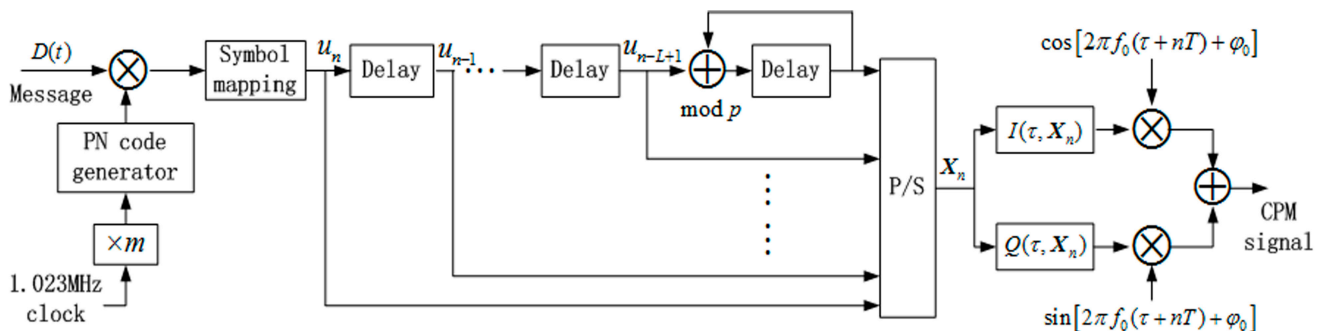 D(t)
Message
PN code
generator
×m
1.023MHz
clock
Symbol
mapping
u_n
Delay
u_{n-1}
...
Delay
u_{n-L+1}
mod p
Delay
P/S
X_n
I(τ, X_n)
Q(τ, X_n)
cos[2πf_0(τ+nT)+φ_0]
sin[2πf_0(τ+nT)+φ_0]
CPM
signal